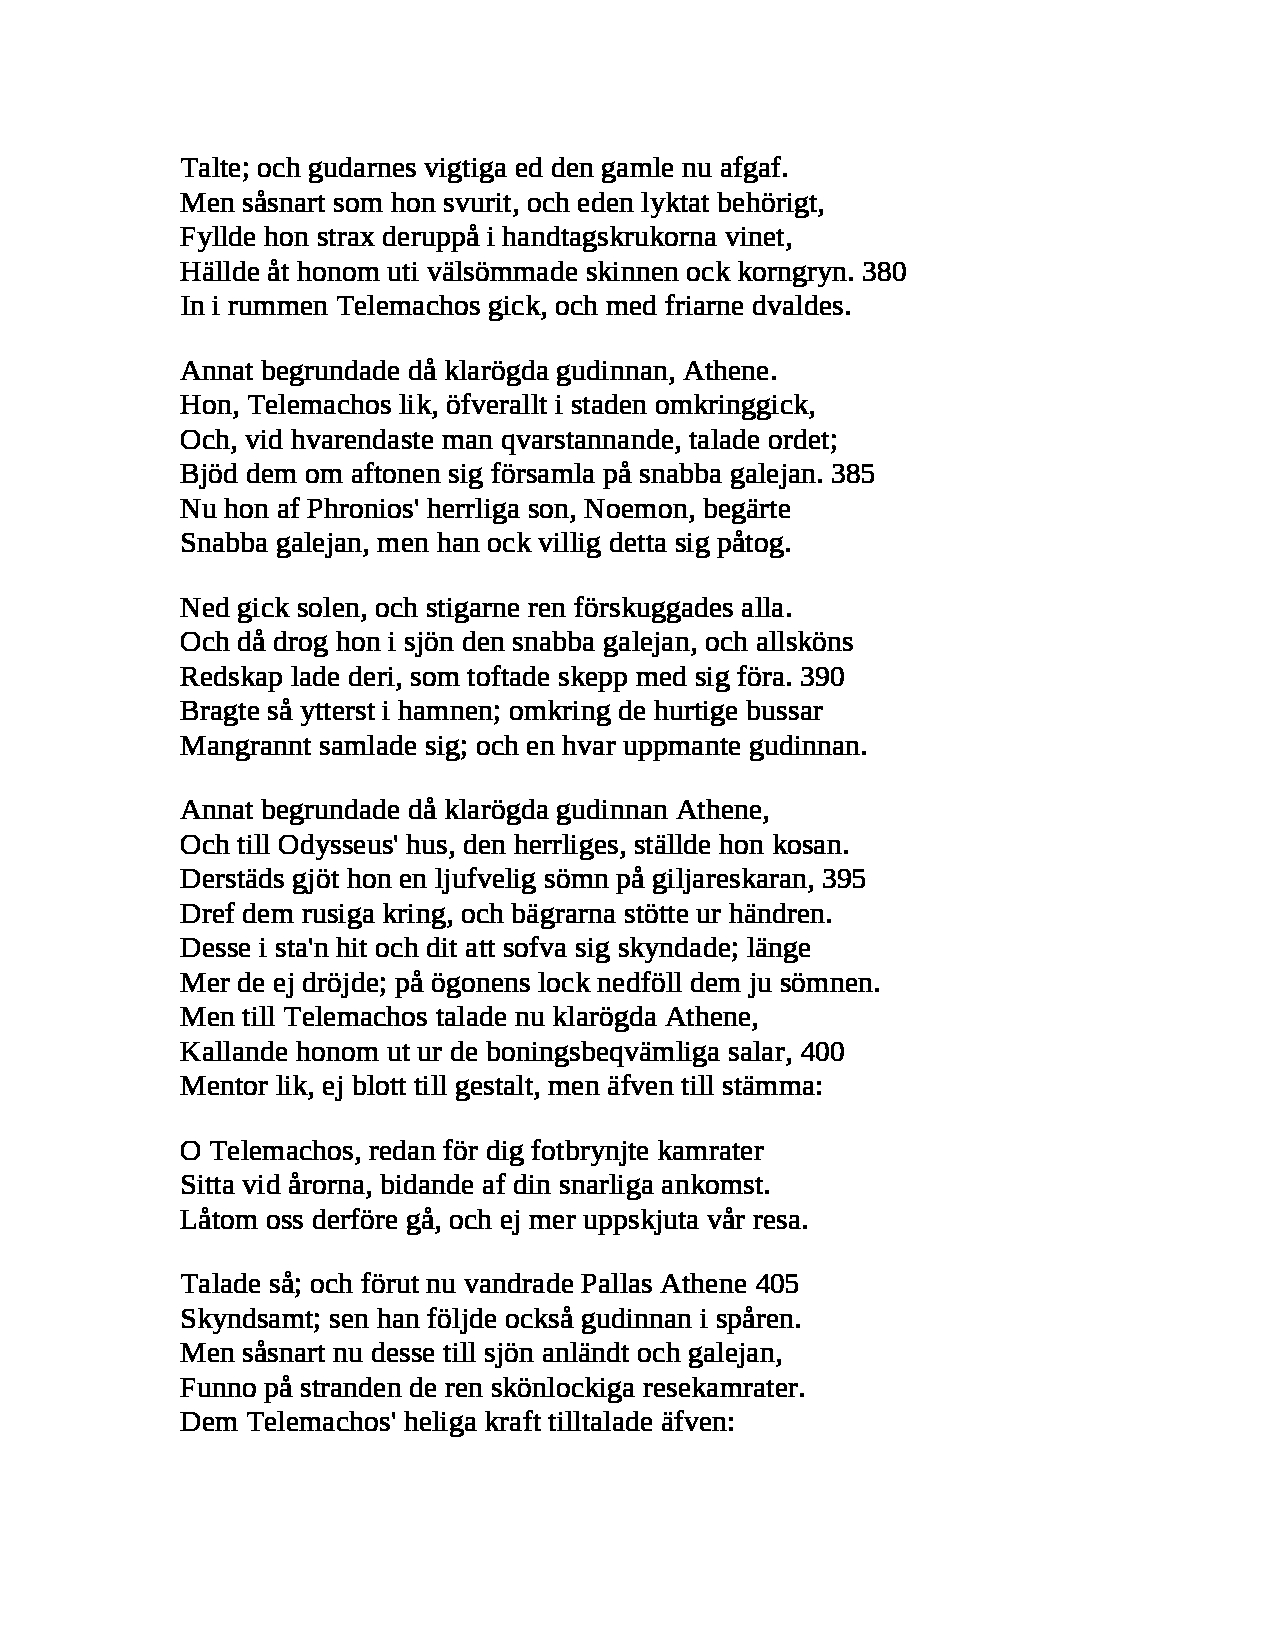 Talte; och gudarnes vigtiga ed den gamle nu afgaf.
Men såsnart som hon svurit, och eden lyktat behörigt,
Fyllde hon strax deruppå i handtagskrukorna vinet,
Hällde åt honom uti välsömmade skinnen ock korngryn. 380
In i rummen Telemachos gick, och med friarne dvaldes.
Annat begrundade då klarögda gudinnan, Athene.
Hon, Telemachos lik, öfverallt i staden omkringgick,
Och, vid hvarendaste man qvarstannande, talade ordet;
Bjöd dem om aftonen sig församla på snabba galejan. 385
Nu hon af Phronios' herrliga son, Noemon, begärte
Snabba galejan, men han ock villig detta sig påtog.
Ned gick solen, och stigarne ren förskuggades alla.
Och då drog hon i sjön den snabba galejan, och allsköns
Redskap lade deri, som toftade skepp med sig föra. 390
Bragte så ytterst i hamnen; omkring de hurtige bussar
Mangrannt samlade sig; och en hvar uppmante gudinnan.
Annat begrundade då klarögda gudinnan Athene,
Och till Odysseus' hus, den herrliges, ställde hon kosan.
Derstäds gjöt hon en ljufvelig sömn på giljareskaran, 395
Dref dem rusiga kring, och bägrarna stötte ur händren.
Desse i sta'n hit och dit att sofva sig skyndade; länge
Mer de ej dröjde; på ögonens lock nedföll dem ju sömnen.
Men till Telemachos talade nu klarögda Athene,
Kallande honom ut ur de boningsbeqvämliga salar, 400
Mentor lik, ej blott till gestalt, men äfven till stämma:
O Telemachos, redan för dig fotbrynjte kamrater
Sitta vid årorna, bidande af din snarliga ankomst.
Låtom oss derföre gå, och ej mer uppskjuta vår resa.
Talade så; och förut nu vandrade Pallas Athene 405
Skyndsamt; sen han följde också gudinnan i spåren.
Men såsnart nu desse till sjön anländt och galejan,
Funno på stranden de ren skönlockiga resekamrater.
Dem Telemachos' heliga kraft tilltalade äfven: